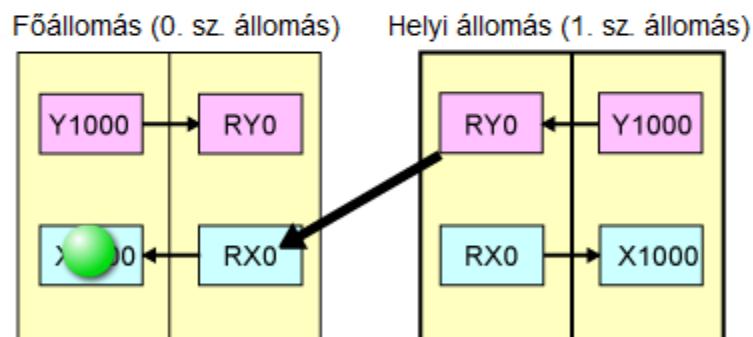 Főállomás (0. sz. állomás) Helyi állomás (1. sz. állomás)
Y1000 RY0 RY0 Y1000
RX0 RX0 X1000